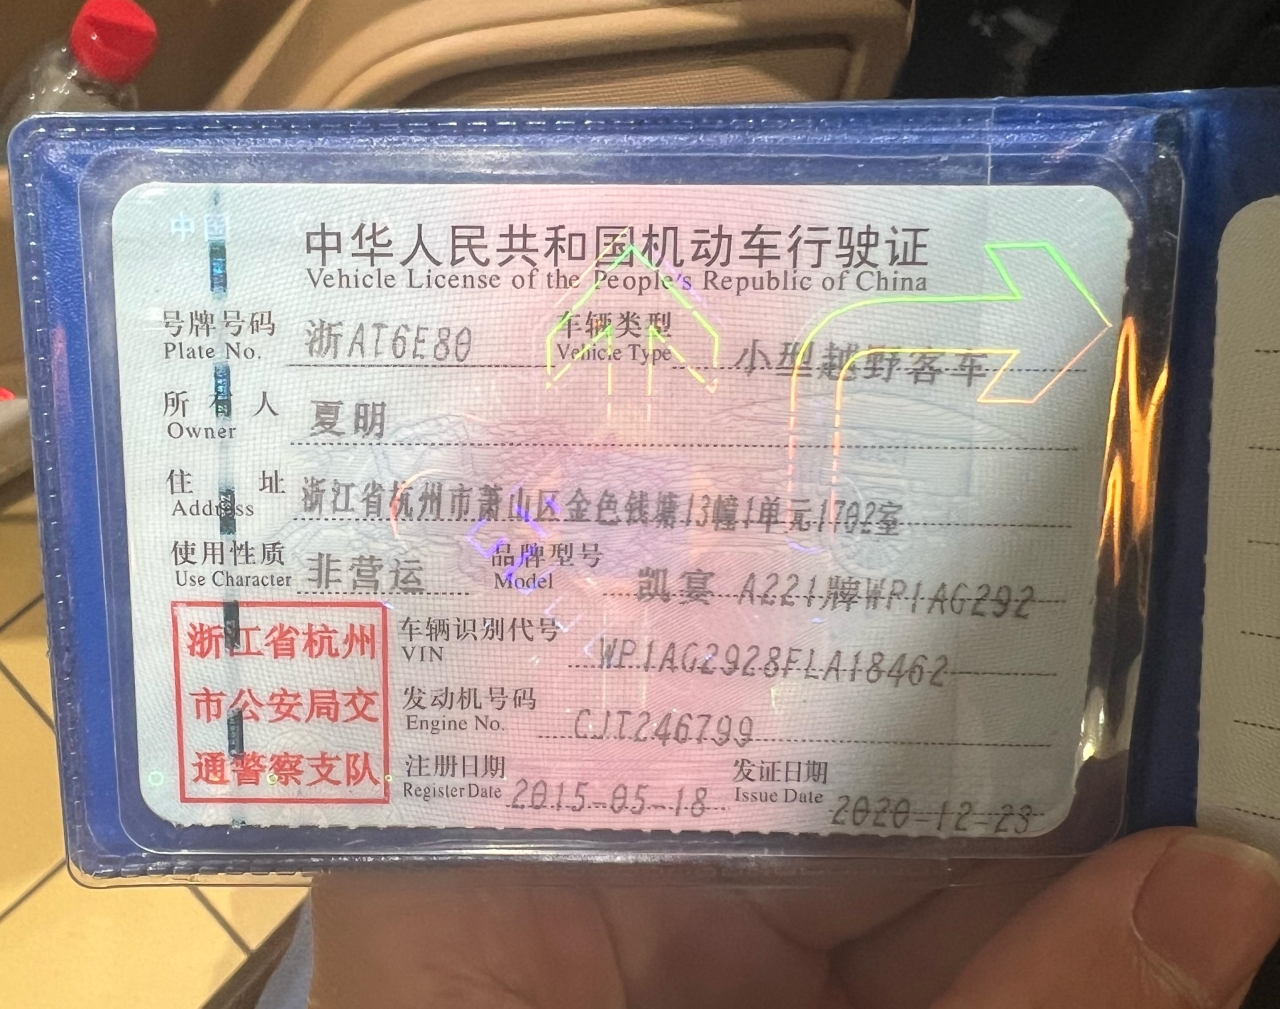 中国
中华人民共和国机动车行驶证
Vehicle License of the People's Republic of China
号牌号码 浙AT6E80 车辆类型 小型越野客车
Plate No. Vehicle Type
所有人 夏明
Owner
住址 浙江省杭州市萧山区金色钱塘13幢1单元1702室
Address
使用性质 非营运 品牌型号 凯宴 A221牌WP1AG292
Use Character Model
浙江省杭州
市公安局交
通警察支队
车辆识别代号 WP1AG2928FLA18462
VIN
发动机号码 CJT246799
Engine No.
注册日期 2015-05-18 发证日期 2020-12-23
Register Date Issue Date